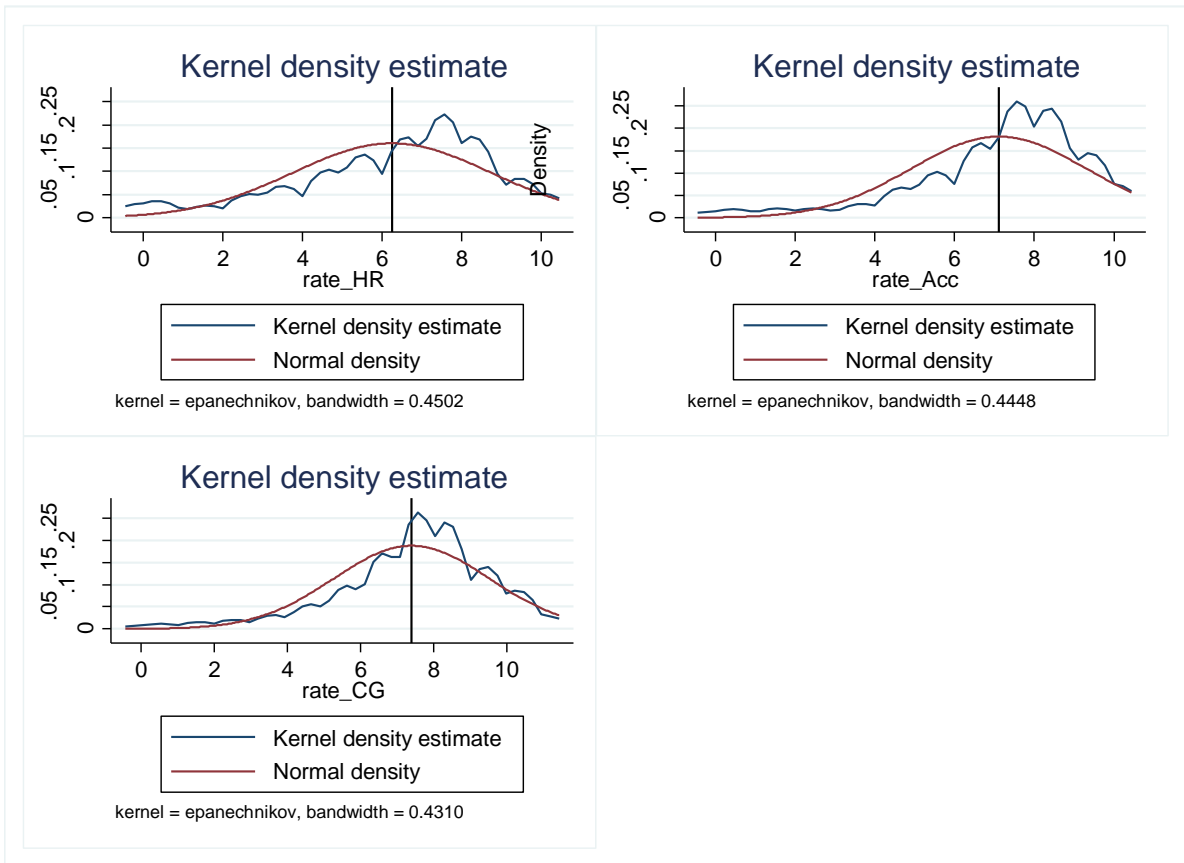 Kernel density estimate
0 .05 .1 .15 .2 .25
0 2 4 6 8 10
rate_HR
Kernel density estimate
Normal density
kernel = epanechnikov, bandwidth = 0.4502
Kernel density estimate
Density
0 .05 .1 .15 .2 .25
0 2 4 6 8 10
rate_Acc
Kernel density estimate
Normal density
kernel = epanechnikov, bandwidth = 0.4448
Kernel density estimate
0 .05 .1 .15 .2 .25
0 2 4 6 8 10
rate_CG
Kernel density estimate
Normal density
kernel = epanechnikov, bandwidth = 0.4310